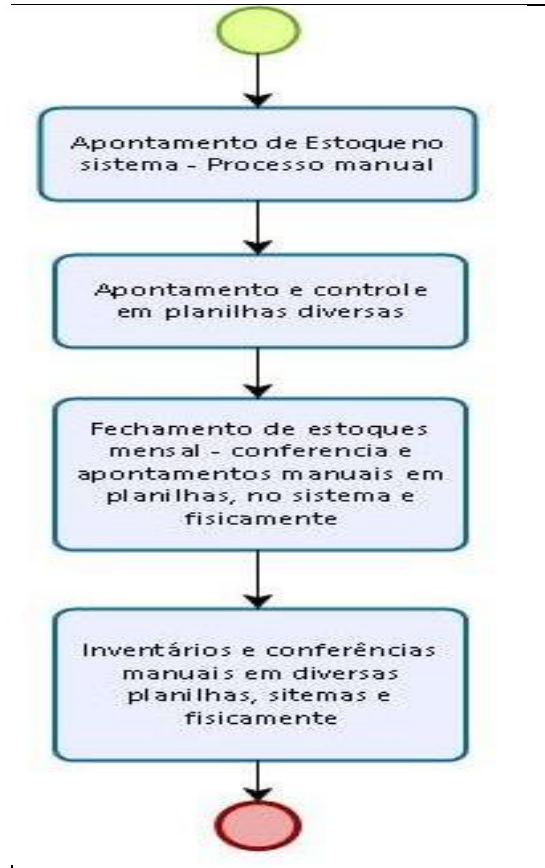 Apontamento de Estoque no
sistema - Processo manual
Apontamento e controle
em planilhas diversas
Fechamento de estoques
mensal - conferencia e
apontamentos manuais em
planilhas, no sistema e
fisicamente
Inventários e conferências
manuais em diversas
planilhas, sitemas e
fisicamente